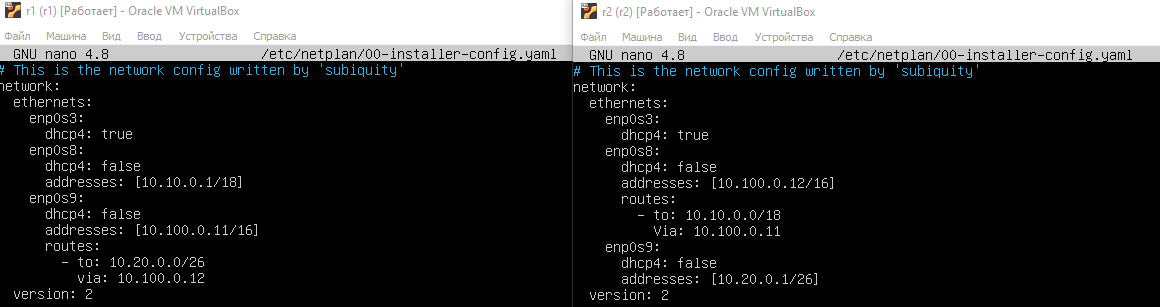 r1 (r1) [Работает] - Oracle VM VirtualBox
Файл Машина Вид Ввод Устройства Справка
GNU nano 4.8 /etc/netplan/00-installer-config.yaml
# This is the network config written by 'subiquity'
network:
  ethernets:
    enp0s3:
      dhcp4: true
    enp0s8:
      dhcp4: false
      addresses: [10.10.0.1/18]
    enp0s9:
      dhcp4: false
      addresses: [10.100.0.11/16]
      routes:
        - to: 10.20.0.0/26
          via: 10.100.0.12
  version: 2
r2 (r2) [Работает] - Oracle VM VirtualBox
Файл Машина Вид Ввод Устройства Справка
GNU nano 4.8 /etc/netplan/00-installer-config.yaml
# This is the network config written by 'subiquity'
network:
  ethernets:
    enp0s3:
      dhcp4: true
    enp0s8:
      dhcp4: false
      addresses: [10.100.0.12/16]
      routes:
        - to: 10.10.0.0/18
          Via: 10.100.0.11
    enp0s9:
      dhcp4: false
      addresses: [10.20.0.1/26]
  version: 2